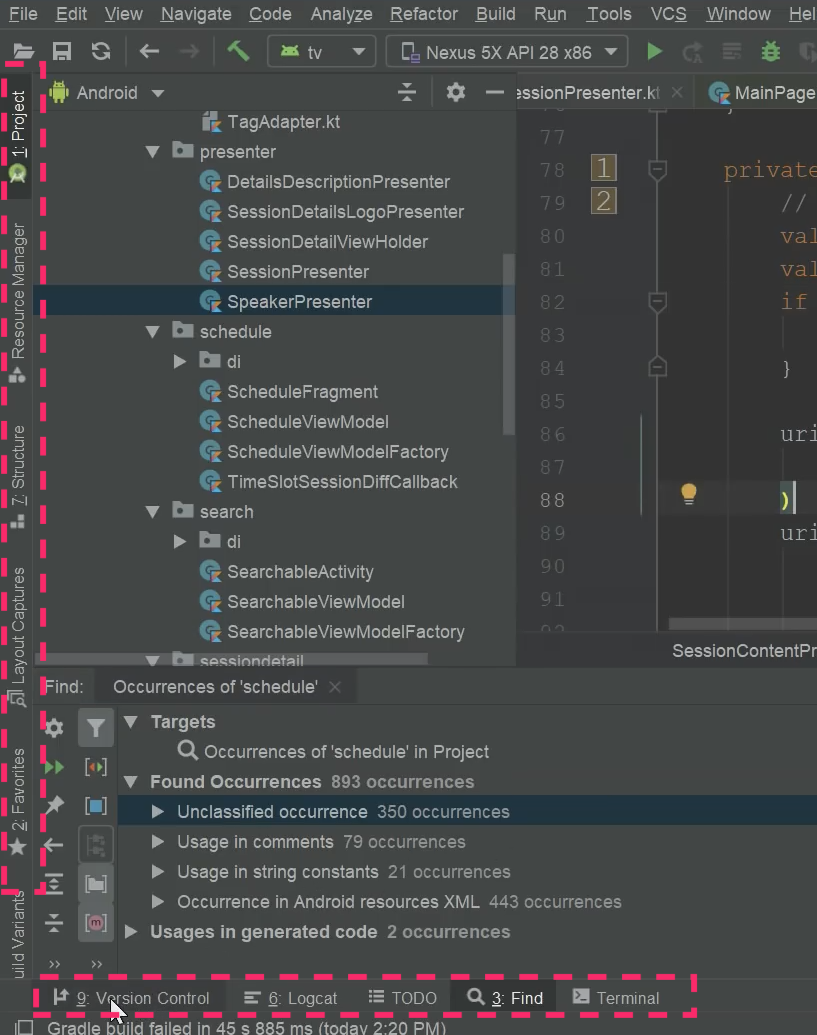 File Edit View Navigate Code Analyze Refactor Build Run Tools VCS Window Hel
tv Nexus 5X API 28 x86
Android
essionPresenter.kt MainPage
TagAdapter.kt
presenter
DetailsDescriptionPresenter
SessionDetailsLogoPresenter
SessionDetailViewHolder
SessionPresenter
SpeakerPresenter
schedule
di
ScheduleFragment
ScheduleViewModel
ScheduleViewModelFactory
TimeSlotSessionDiffCallback
search
di
SearchableActivity
SearchableViewModel
SearchableViewModelFactory
sessiondetail
1: Project
Resource Manager
7: Structure
Layout Captures
2: Favorites
uild Variants
77
78 1 private
79 2 //
80 val
81 val
82 if
83
84 }
85
86 uri
87
88 )
89 uri
90
91
92
SessionContentPr
Find: Occurrences of 'schedule'
Targets
Occurrences of 'schedule' in Project
Found Occurrences 893 occurrences
Unclassified occurrence 350 occurrences
Usage in comments 79 occurrences
Usage in string constants 21 occurrences
Occurrence in Android resources XML 443 occurrences
Usages in generated code 2 occurrences
9: Version Control 6: Logcat TODO 3: Find Terminal
Gradle build failed in 45 s 885 ms (today 2:20 PM)